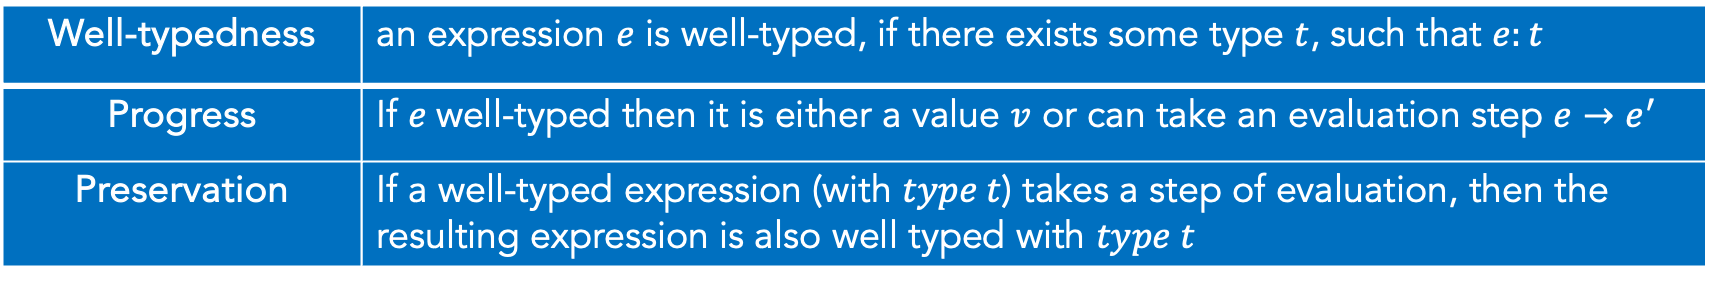 Well-typedness
an expression e is well-typed, if there exists some type t, such that e: t
Progress
If e well-typed then it is either a value v or can take an evaluation step e → e′
Preservation
If a well-typed expression (with type t) takes a step of evaluation, then the
resulting expression is also well typed with type t